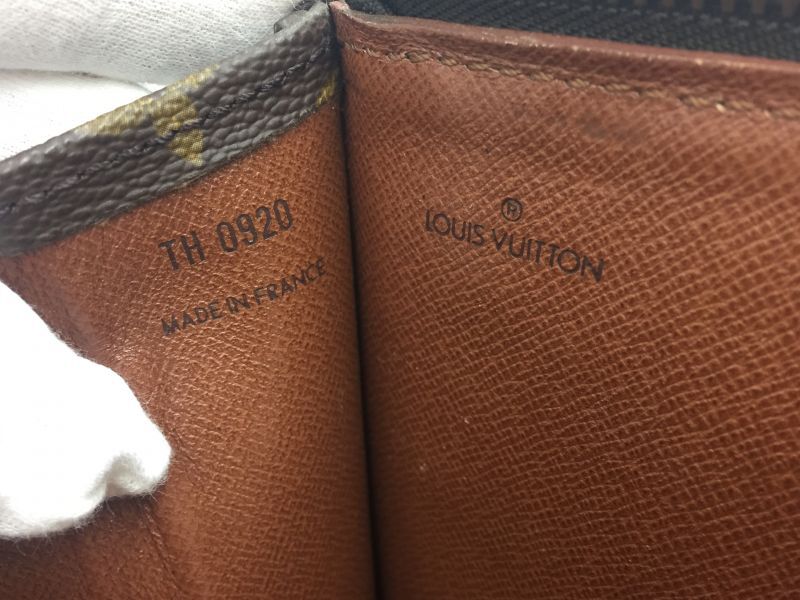 TH 0920
MADE IN FRANCE
®
LOUIS VUITTON